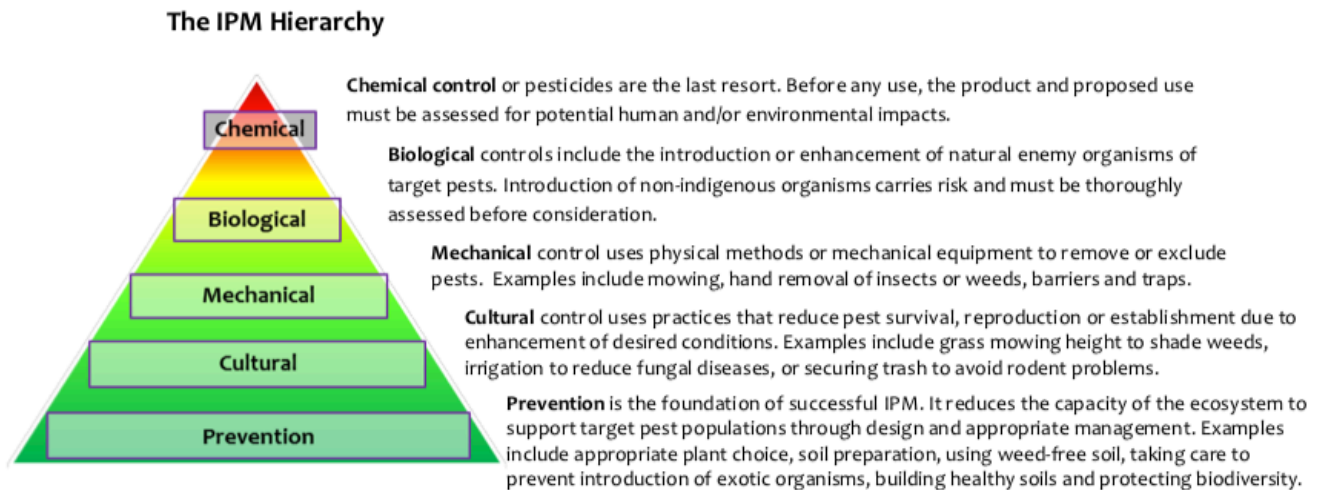 The IPM Hierarchy
Chemical
Chemical control or pesticides are the last resort. Before any use, the product and proposed use
must be assessed for potential human and/or environmental impacts.
Biological
Biological controls include the introduction or enhancement of natural enemy organisms of
target pests. Introduction of non-indigenous organisms carries risk and must be thoroughly
assessed before consideration.
Mechanical
Mechanical control uses physical methods or mechanical equipment to remove or exclude
pests. Examples include mowing, hand removal of insects or weeds, barriers and traps.
Cultural
Cultural control uses practices that reduce pest survival, reproduction or establishment due to
enhancement of desired conditions. Examples include grass mowing height to shade weeds,
irrigation to reduce fungal diseases, or securing trash to avoid rodent problems.
Prevention
Prevention is the foundation of successful IPM. It reduces the capacity of the ecosystem to
support target pest populations through design and appropriate management. Examples
include appropriate plant choice, soil preparation, using weed-free soil, taking care to
prevent introduction of exotic organisms, building healthy soils and protecting biodiversity.